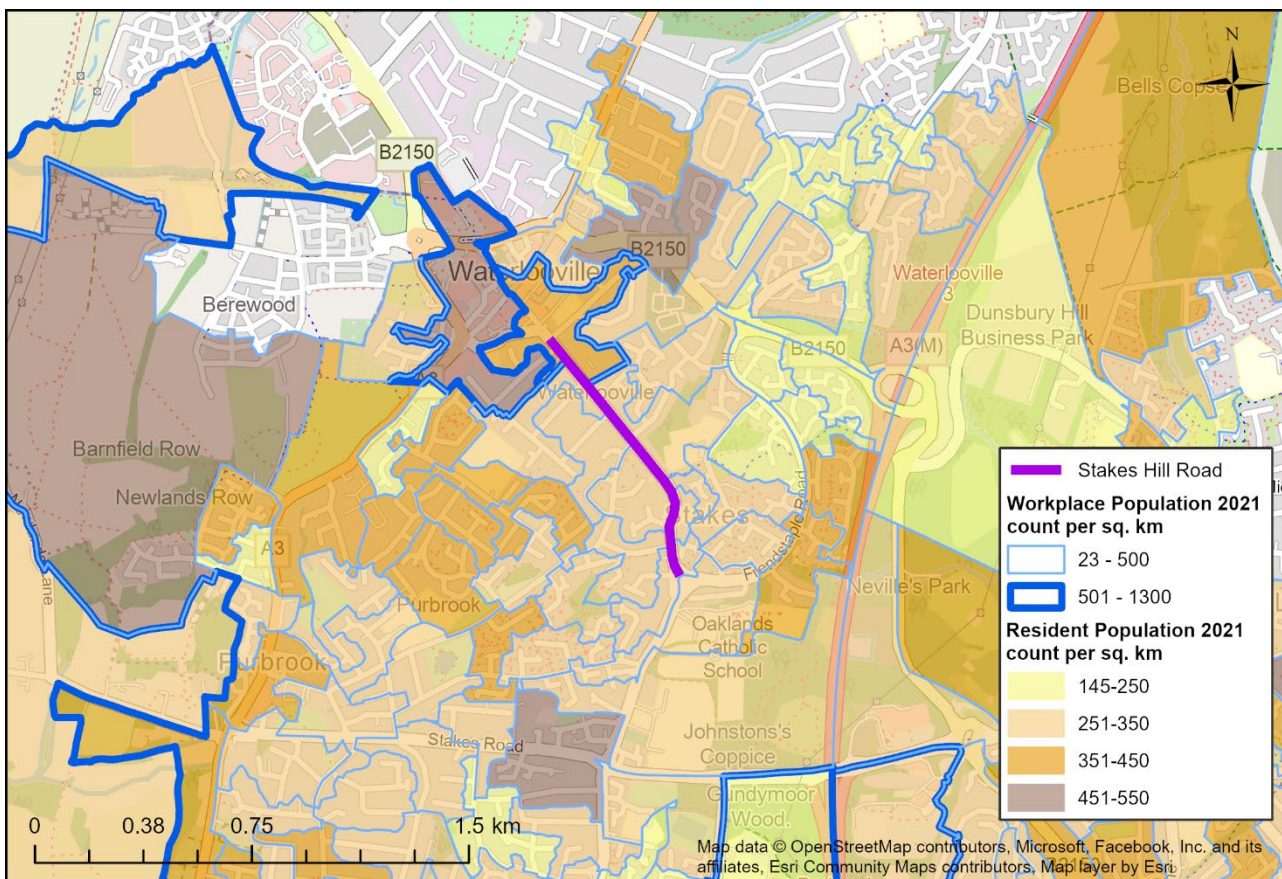 N
Bells Copse
B2150
B2150
Waterlooville
Waterlooville
3
Berewood
Dunsbury Hill
Business Park
B2150
A3(M)
A3
Waterlooville
Barnfield Row
Newlands Row
Stakes
A3
Frendstaple Road
Purbrook
Neville's Park
Oaklands
Catholic
School
Purbrook
Lane
Stakes Road
Johnstons's
Coppice
Gundymoor
Wood.
Stakes Hill Road
Workplace Population 2021
count per sq. km
23 - 500
501 - 1300
Resident Population 2021
count per sq. km
145-250
251-350
351-450
451-550
0 0.38 0.75 1.5 km
Map data © OpenStreetMap contributors, Microsoft, Facebook, Inc. and its
affiliates, Esri Community Maps contributors, Map layer by Esri